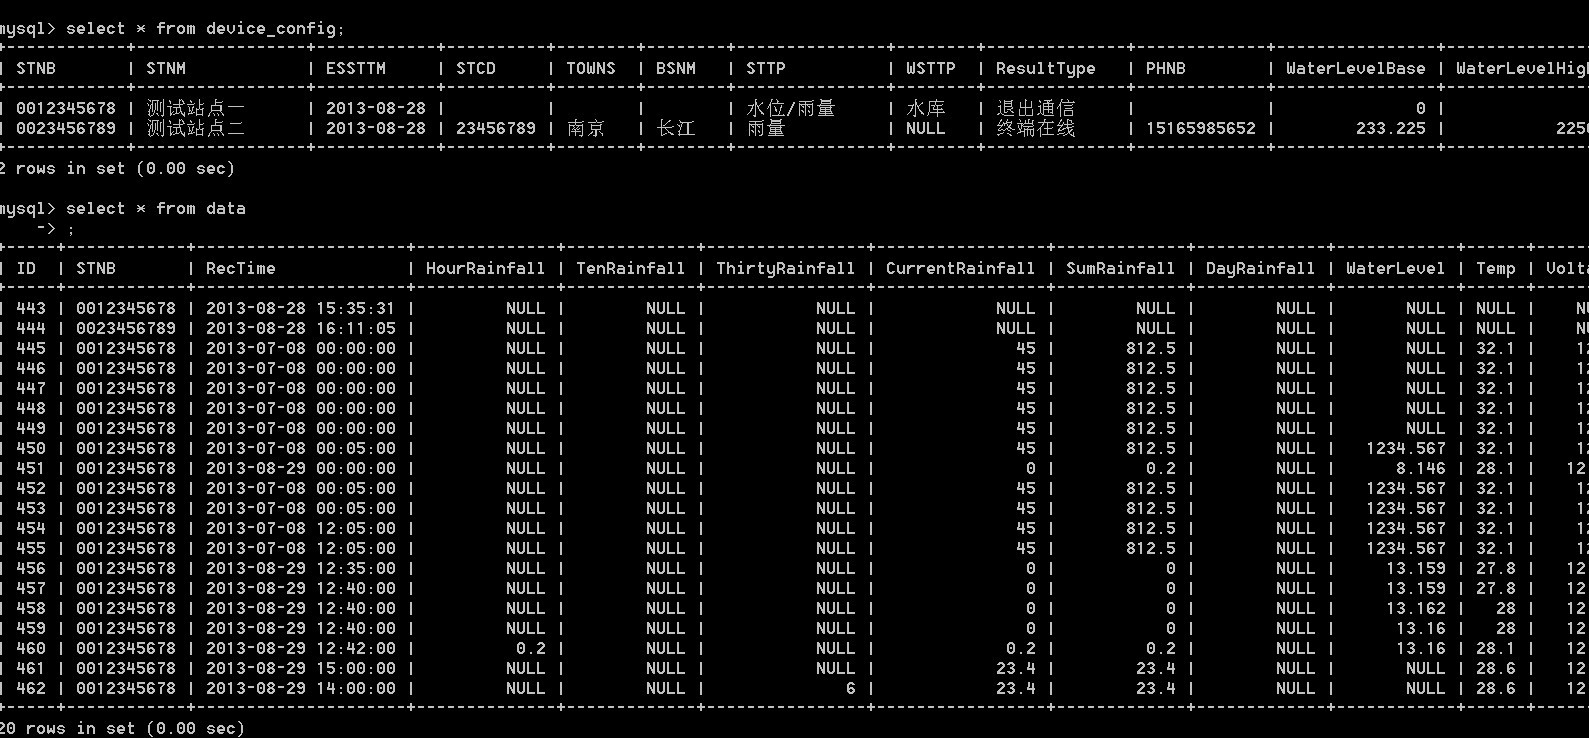 mysql> select * from device_config;
| STNB | STNM | ESSTTM | STCD | TOWNS | BSNM | STTP | WSTTP | ResultType | PHNB | WaterLevelBase | WaterLevelHigh
| 0012345678 | 测试站点一 | 2013-08-28 | | | | 水位/雨量 | 水库 | 退出通信 | | 0 |
| 0023456789 | 测试站点二 | 2013-08-28 | 23456789 | 南京 | 长江 | 雨量 | NULL | 终端在线 | 15165985652 | 233.225 | 2250
2 rows in set (0.00 sec)
mysql> select * from data
-> ;
| ID | STNB | RecTime | HourRainfall | TenRainfall | ThirtyRainfall | CurrentRainfall | SumRainfall | DayRainfall | WaterLevel | Temp | Volta
| 443 | 0012345678 | 2013-08-28 15:35:31 | NULL | NULL | NULL | NULL | NULL | NULL | NULL | NULL | NU
| 444 | 0023456789 | 2013-08-28 16:11:05 | NULL | NULL | NULL | NULL | NULL | NULL | NULL | NULL | NU
| 445 | 0012345678 | 2013-07-08 00:00:00 | NULL | NULL | NULL | 45 | 812.5 | NULL | NULL | 32.1 | 12
| 446 | 0012345678 | 2013-07-08 00:00:00 | NULL | NULL | NULL | 45 | 812.5 | NULL | NULL | 32.1 | 12
| 447 | 0012345678 | 2013-07-08 00:00:00 | NULL | NULL | NULL | 45 | 812.5 | NULL | NULL | 32.1 | 12
| 448 | 0012345678 | 2013-07-08 00:00:00 | NULL | NULL | NULL | 45 | 812.5 | NULL | NULL | 32.1 | 12
| 449 | 0012345678 | 2013-07-08 00:00:00 | NULL | NULL | NULL | 45 | 812.5 | NULL | NULL | 32.1 | 12
| 450 | 0012345678 | 2013-07-08 00:05:00 | NULL | NULL | NULL | 45 | 812.5 | NULL | 1234.567 | 32.1 | 12
| 451 | 0012345678 | 2013-08-29 00:00:00 | NULL | NULL | NULL | 0 | 0.2 | NULL | 8.146 | 28.1 | 12
| 452 | 0012345678 | 2013-07-08 00:05:00 | NULL | NULL | NULL | 45 | 812.5 | NULL | 1234.567 | 32.1 | 12
| 453 | 0012345678 | 2013-07-08 00:05:00 | NULL | NULL | NULL | 45 | 812.5 | NULL | 1234.567 | 32.1 | 12
| 454 | 0012345678 | 2013-07-08 12:05:00 | NULL | NULL | NULL | 45 | 812.5 | NULL | 1234.567 | 32.1 | 12
| 455 | 0012345678 | 2013-07-08 12:05:00 | NULL | NULL | NULL | 45 | 812.5 | NULL | 1234.567 | 32.1 | 12
| 456 | 0012345678 | 2013-08-29 12:35:00 | NULL | NULL | NULL | 0 | 0 | NULL | 13.159 | 27.8 | 12
| 457 | 0012345678 | 2013-08-29 12:40:00 | NULL | NULL | NULL | 0 | 0 | NULL | 13.159 | 27.8 | 12
| 458 | 0012345678 | 2013-08-29 12:40:00 | NULL | NULL | NULL | 0 | 0 | NULL | 13.162 | 28 | 12
| 459 | 0012345678 | 2013-08-29 12:40:00 | NULL | NULL | NULL | 0 | 0 | NULL | 13.16 | 28 | 12
| 460 | 0012345678 | 2013-08-29 12:42:00 | 0.2 | NULL | NULL | 0.2 | 0.2 | NULL | 13.16 | 28.1 | 12
| 461 | 0012345678 | 2013-08-29 15:00:00 | NULL | NULL | NULL | 23.4 | 23.4 | NULL | NULL | 28.6 | 12
| 462 | 0012345678 | 2013-08-29 14:00:00 | NULL | NULL | 6 | 23.4 | 23.4 | NULL | NULL | 28.6 | 12
20 rows in set (0.00 sec)